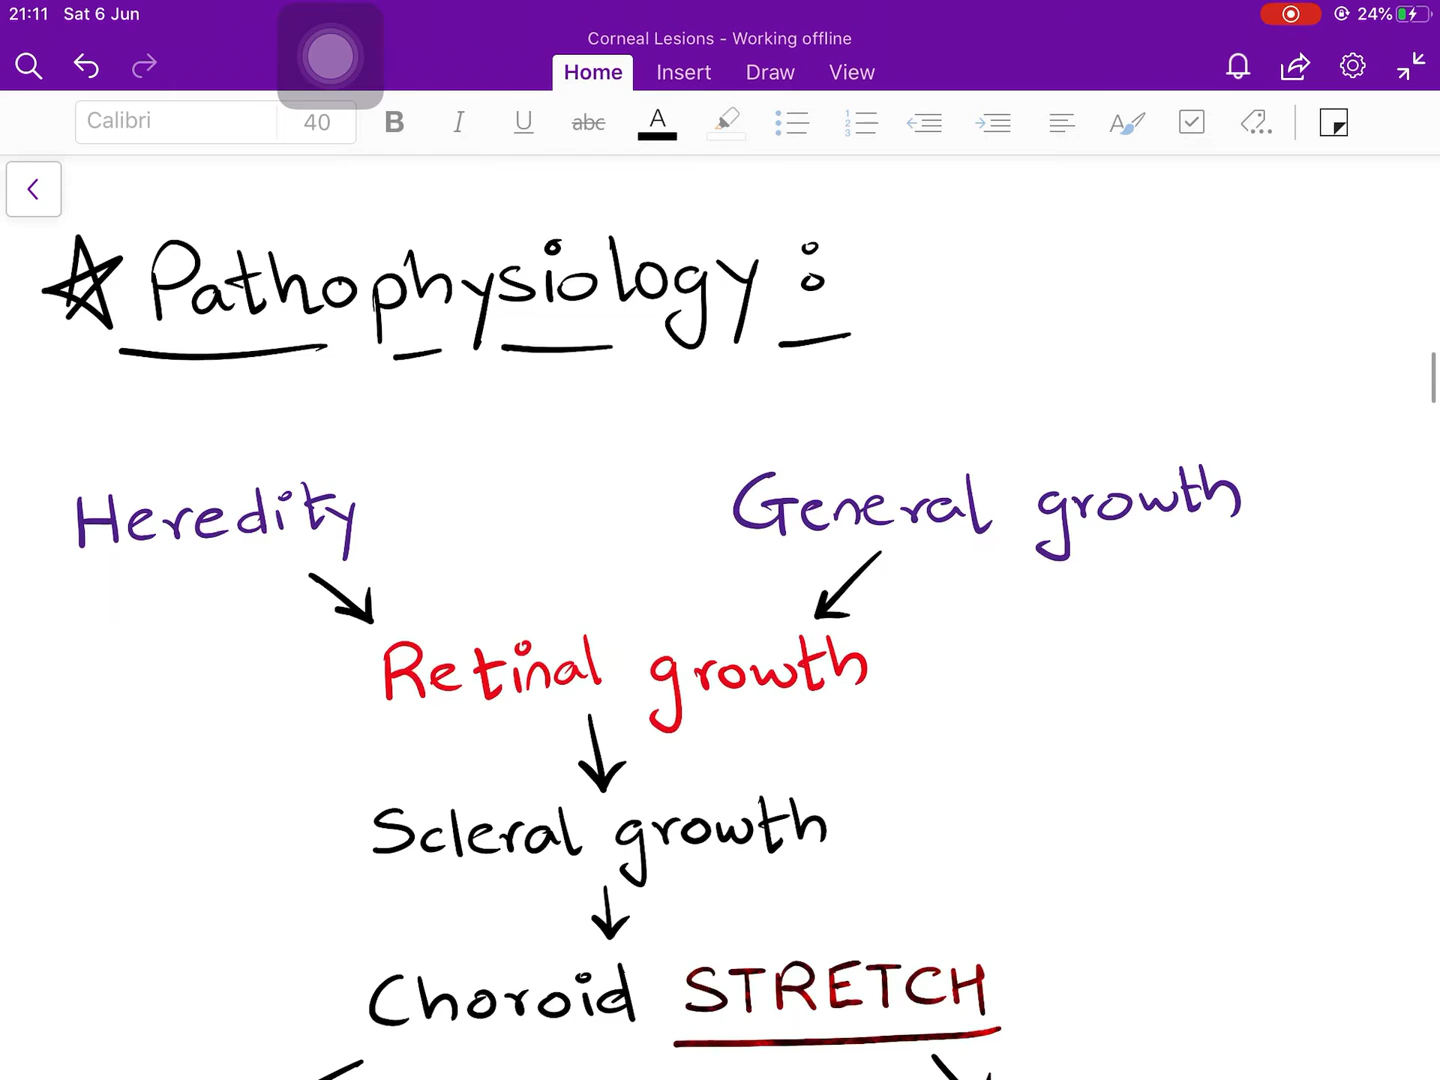 21:11 Sat 6 Jun 24%
Corneal Lesions - Working offline
Home Insert Draw View
Calibri 40 B I U abc A
Pathophysiology :
Heredity General growth
Retinal growth
Scleral growth
Choroid STRETCH